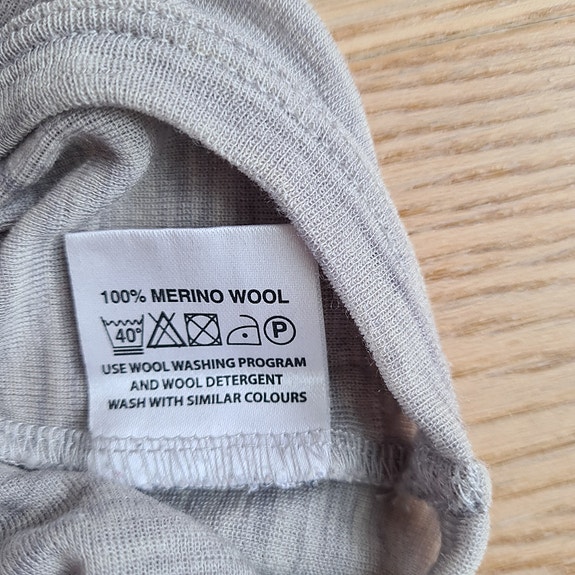 100% MERINO WOOL
40° P
USE WOOL WASHING PROGRAM
AND WOOL DETERGENT
WASH WITH SIMILAR COLOURS